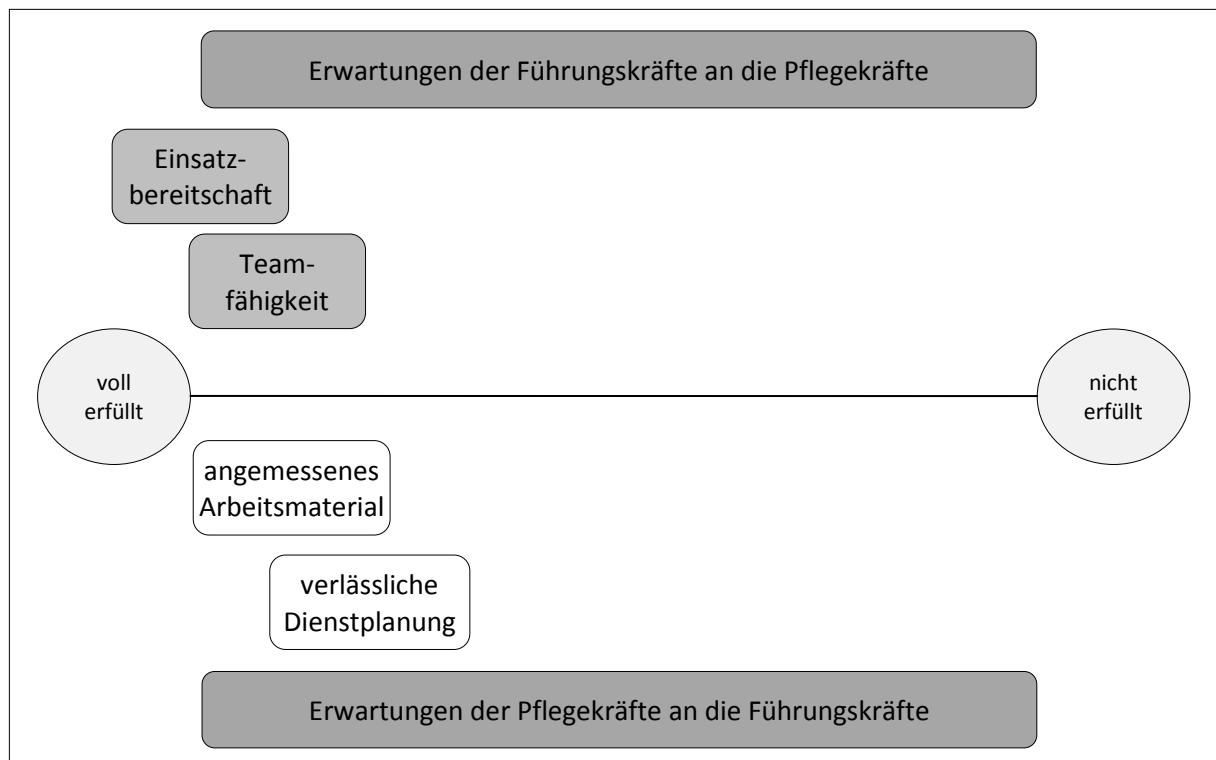 Erwartungen der Führungskräfte an die Pflegekräfte
Einsatz-
bereitschaft
Team-
fähigkeit
voll
erfüllt
nicht
erfüllt
angemessenes
Arbeitsmaterial
verlässliche
Dienstplanung
Erwartungen der Pflegekräfte an die Führungskräfte